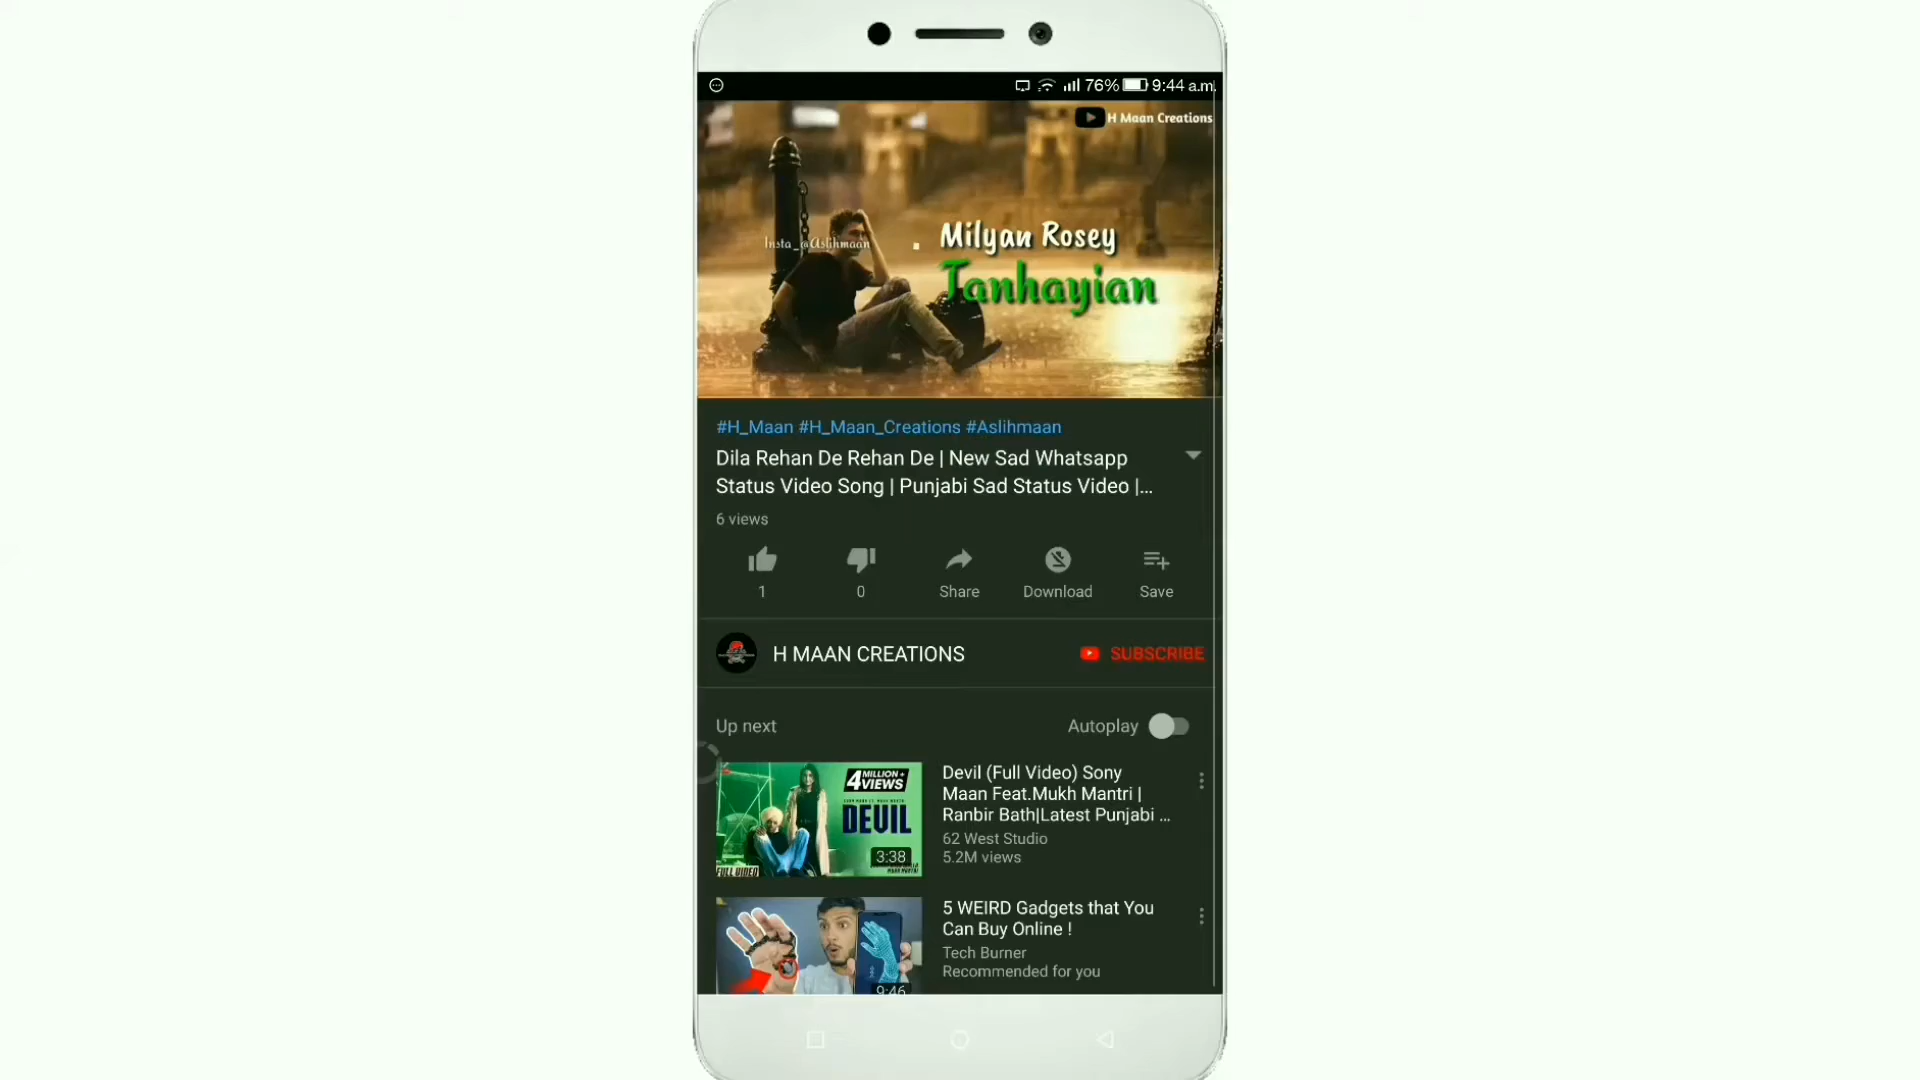 76% 9:44 a.m.
H Maan Creations
Insta_@Aslihmaan
Milyan Rosey
Tanhayian
#H_Maan #H_Maan_Creations #Aslihmaan
Dila Rehan De Rehan De | New Sad Whatsapp
Status Video Song | Punjabi Sad Status Video |...
6 views
1
0
Share
Download
Save
H MAAN CREATIONS
SUBSCRIBE
Up next
Autoplay
4 MILLION+
VIEWS
DEVIL
3:38
FULL VIDEO
Devil (Full Video) Sony
Maan Feat.Mukh Mantri |
Ranbir Bath|Latest Punjabi ...
62 West Studio
5.2M views
9:46
5 WEIRD Gadgets that You
Can Buy Online !
Tech Burner
Recommended for you